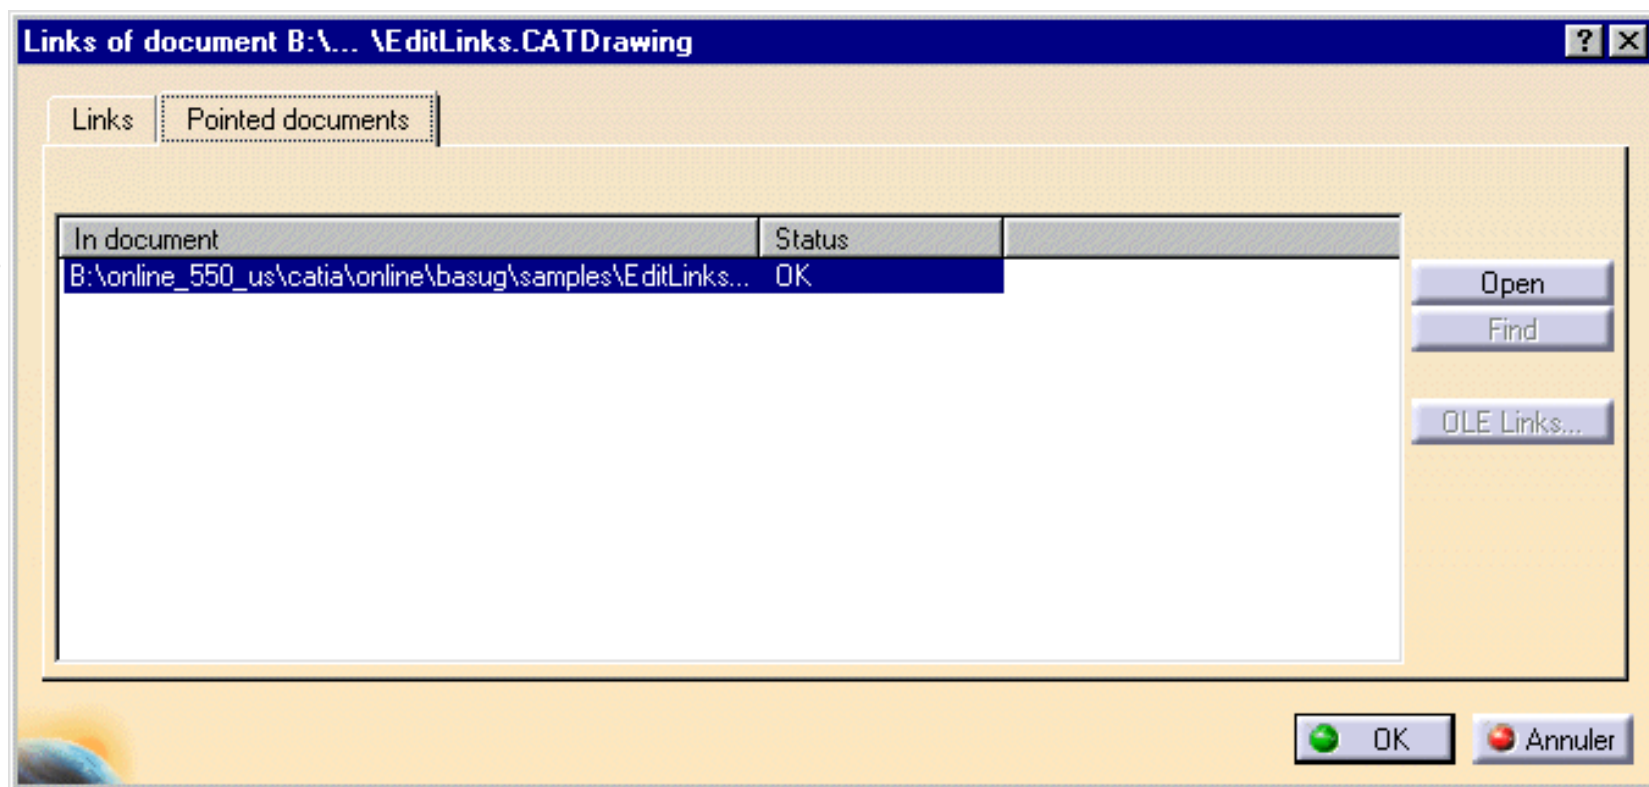 Links of document B:\... \EditLinks.CATDrawing
Links Pointed documents
In document Status
B:\online_550_us\catia\online\basug\samples\EditLinks... OK
Open
Find
OLE Links...
OK Annuler